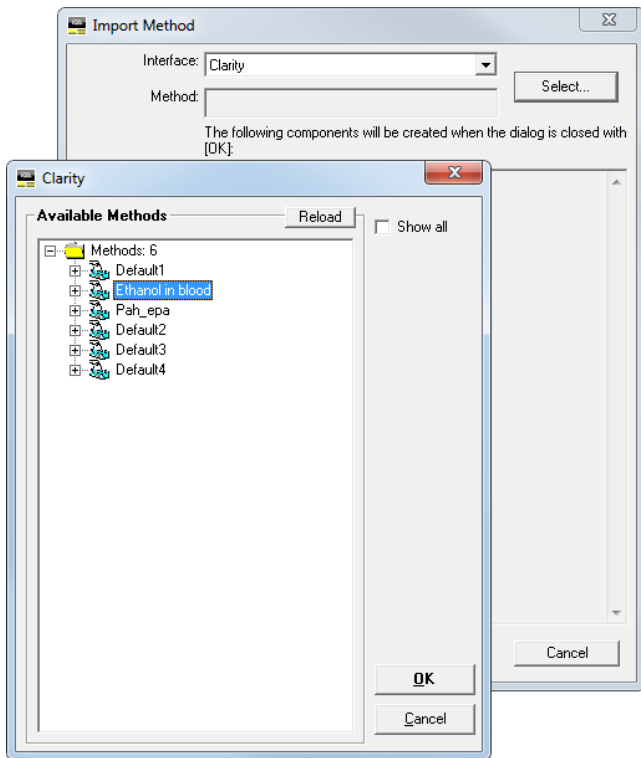 Import Method
Interface: Clarity
Select...
Method:
The following components will be created when the dialog is closed with
[OK]:
Cancel
Clarity
Available Methods
Reload
Show all
Methods: 6
Default1
Ethanol in blood
Pah_epa
Default2
Default3
Default4
OK
Cancel